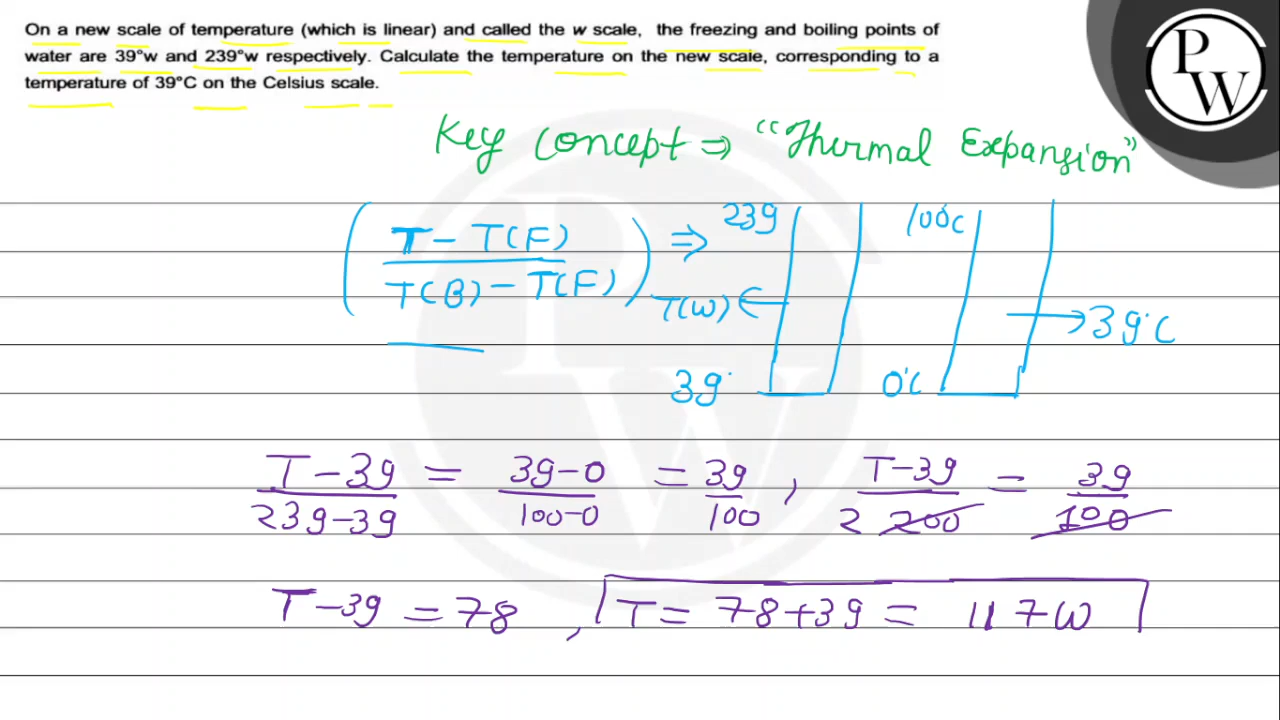 On a new scale of temperature (which is linear) and called the w scale, the freezing and boiling points of
water are 39°w and 239°w respectively. Calculate the temperature on the new scale, corresponding to a
temperature of 39°C on the Celsius scale.
P
W
Key Concept ⇒ "Thermal Expansion"
(T - T(F) / T(B) - T(F)) ⇒ 239 100°C
T(W) ← → 39°C
39° 0°C
T - 39 / 239 - 39 = 39 - 0 / 100 - 0 = 39 / 100 , T - 39 / 2 200 = 39 / 100
T - 39 = 78 , T = 78 + 39 = 117 W